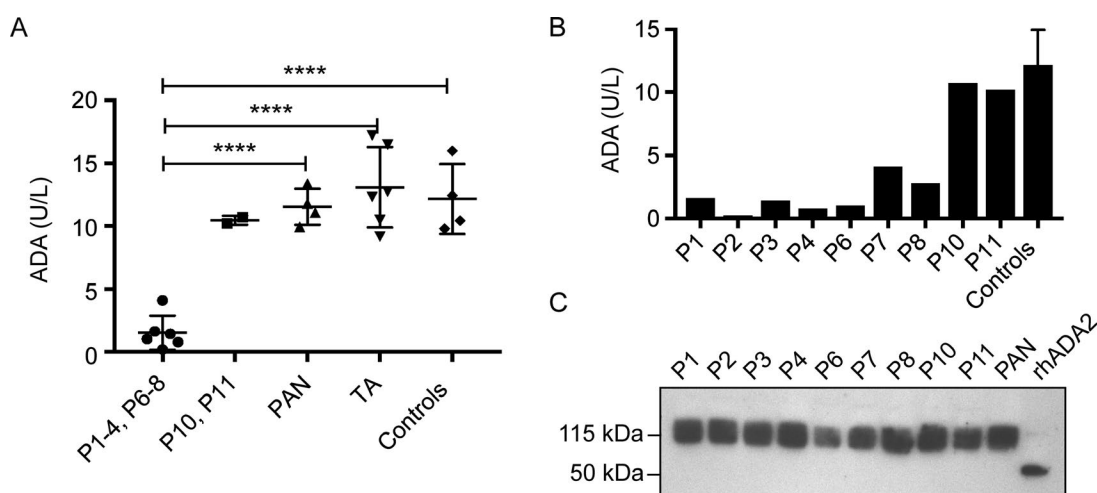 A
****
****
****
ADA (U/L)
20
15
10
5
0
P1-4, P6-8
P10, P11
PAN
TA
Controls
B
ADA (U/L)
15
10
5
0
P1
P2
P3
P4
P6
P7
P8
P10
P11
Controls
C
P1
P2
P3
P4
P6
P7
P8
P10
P11
PAN
rhADA2
115 kDa
50 kDa